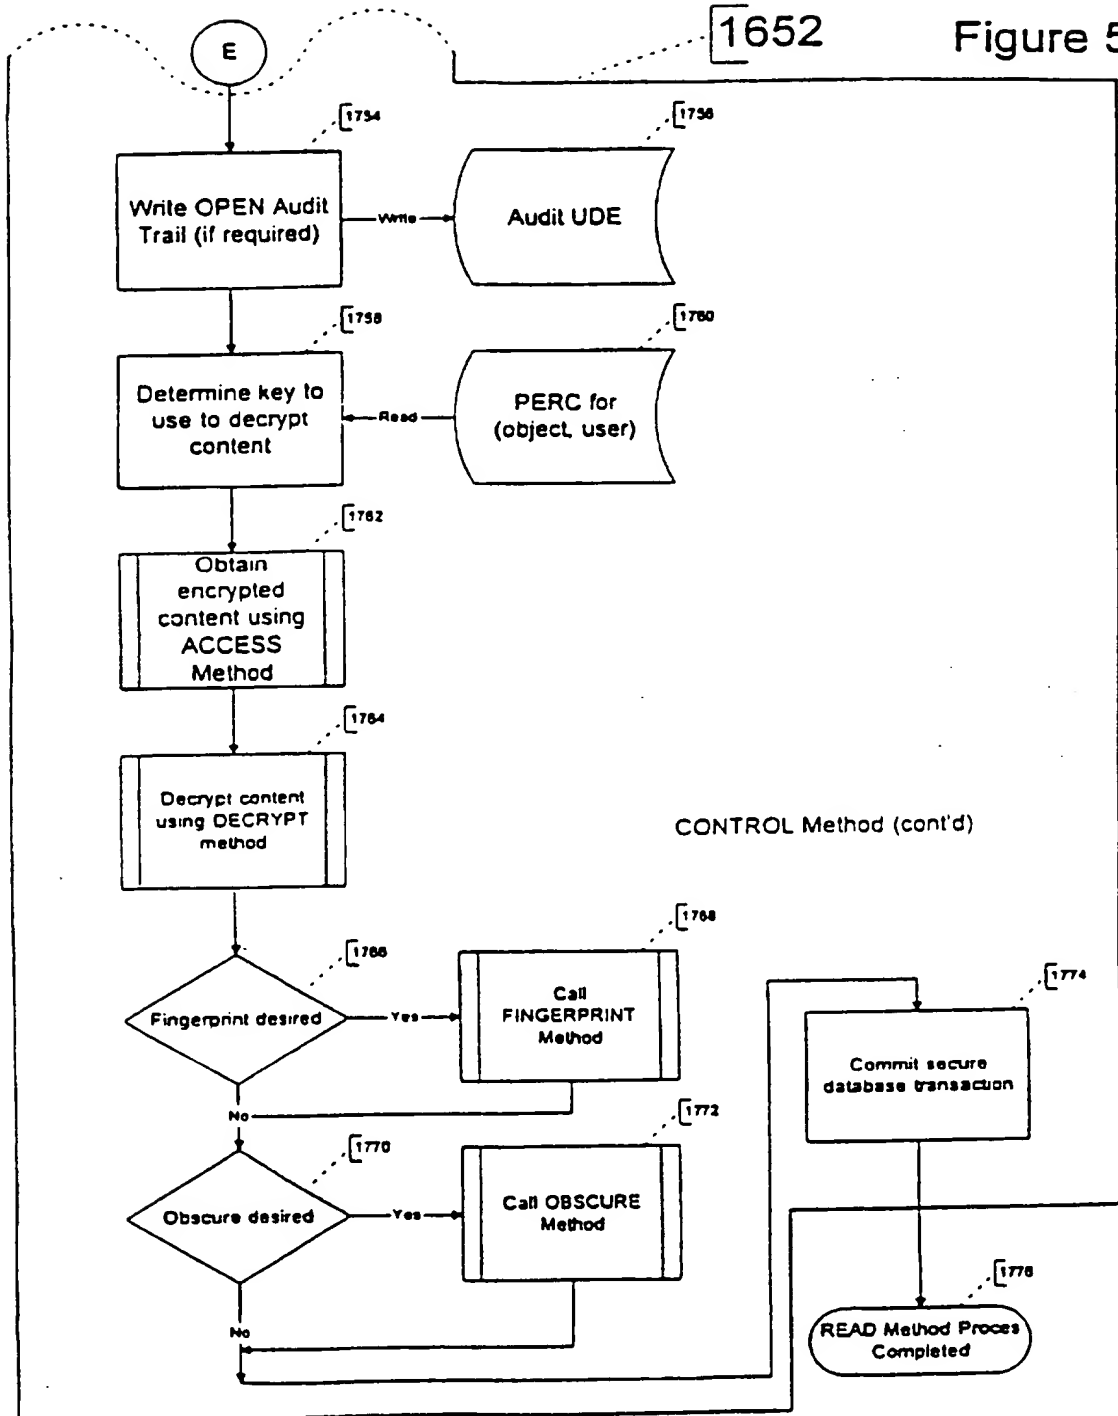 E
1652
Figure 5
1754
1756
Write OPEN Audit
Trail (if required)
Write
Audit UDE
1758
1760
Determine key to
use to decrypt
content
Read
PERC for
(object, user)
1762
Obtain
encrypted
content using
ACCESS
Method
1764
Decrypt content
using DECRYPT
method
CONTROL Method (cont'd)
1766
1768
Fingerprint desired
Yes
Call
FINGERPRINT
Method
1774
Commit secure
database transaction
No
1770
1772
Obscure desired
Yes
Call OBSCURE
Method
No
1776
READ Method Proces
Completed